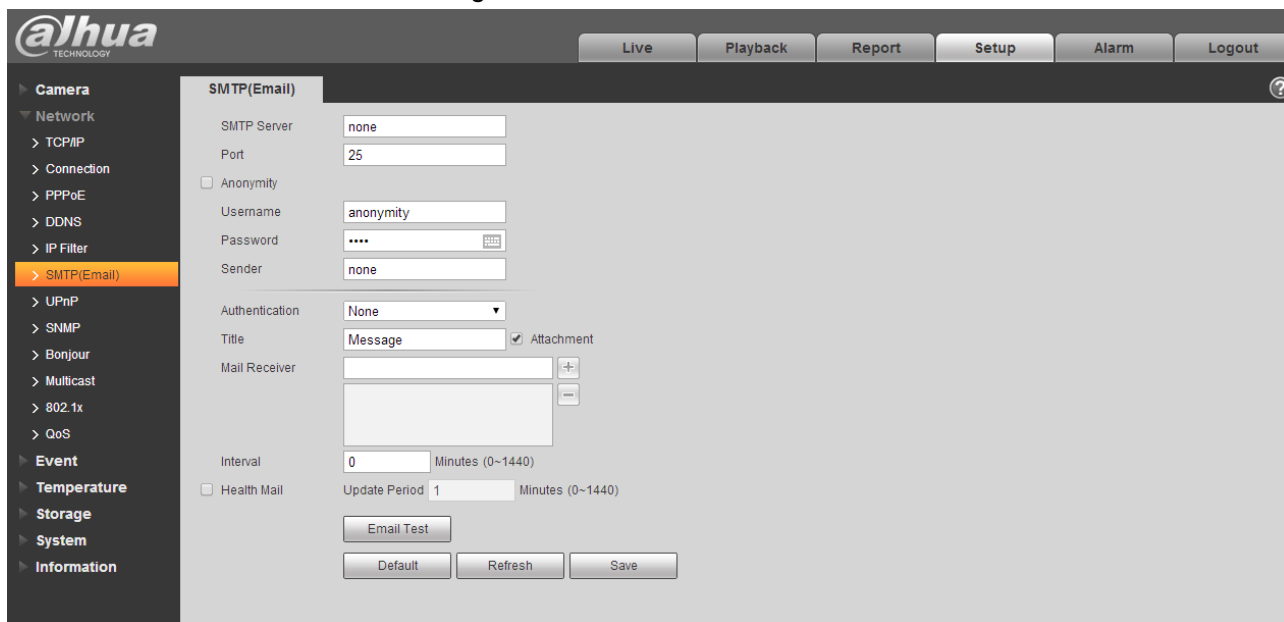 alhua
TECHNOLOGY
Live Playback Report Setup Alarm Logout
Camera
Network
> TCP/IP
> Connection
> PPPoE
> DDNS
> IP Filter
> SMTP(Email)
> UPnP
> SNMP
> Bonjour
> Multicast
> 802.1x
> QoS
Event
Temperature
Storage
System
Information
SMTP(Email)
?
SMTP Server none
Port 25
Anonymity
Username anonymity
Password ••••
Sender none
Authentication None
Title Message Attachment
Mail Receiver
Interval 0 Minutes (0~1440)
Health Mail Update Period 1 Minutes (0~1440)
Email Test
Default Refresh Save